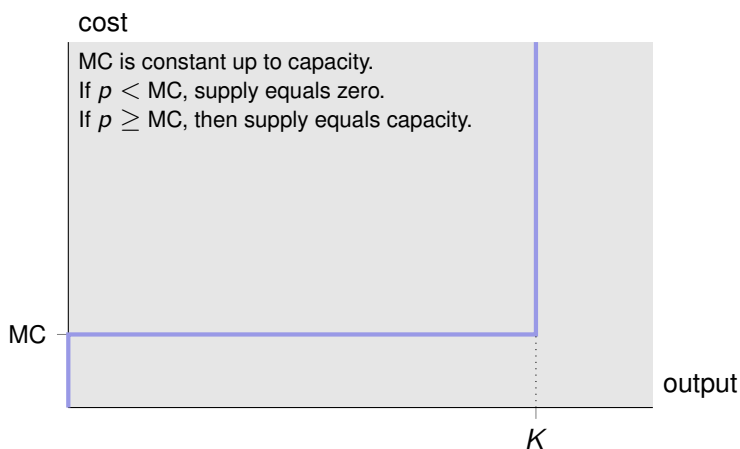 cost
MC is constant up to capacity.
If p < MC, supply equals zero.
If p ≥ MC, then supply equals capacity.
MC
output
K